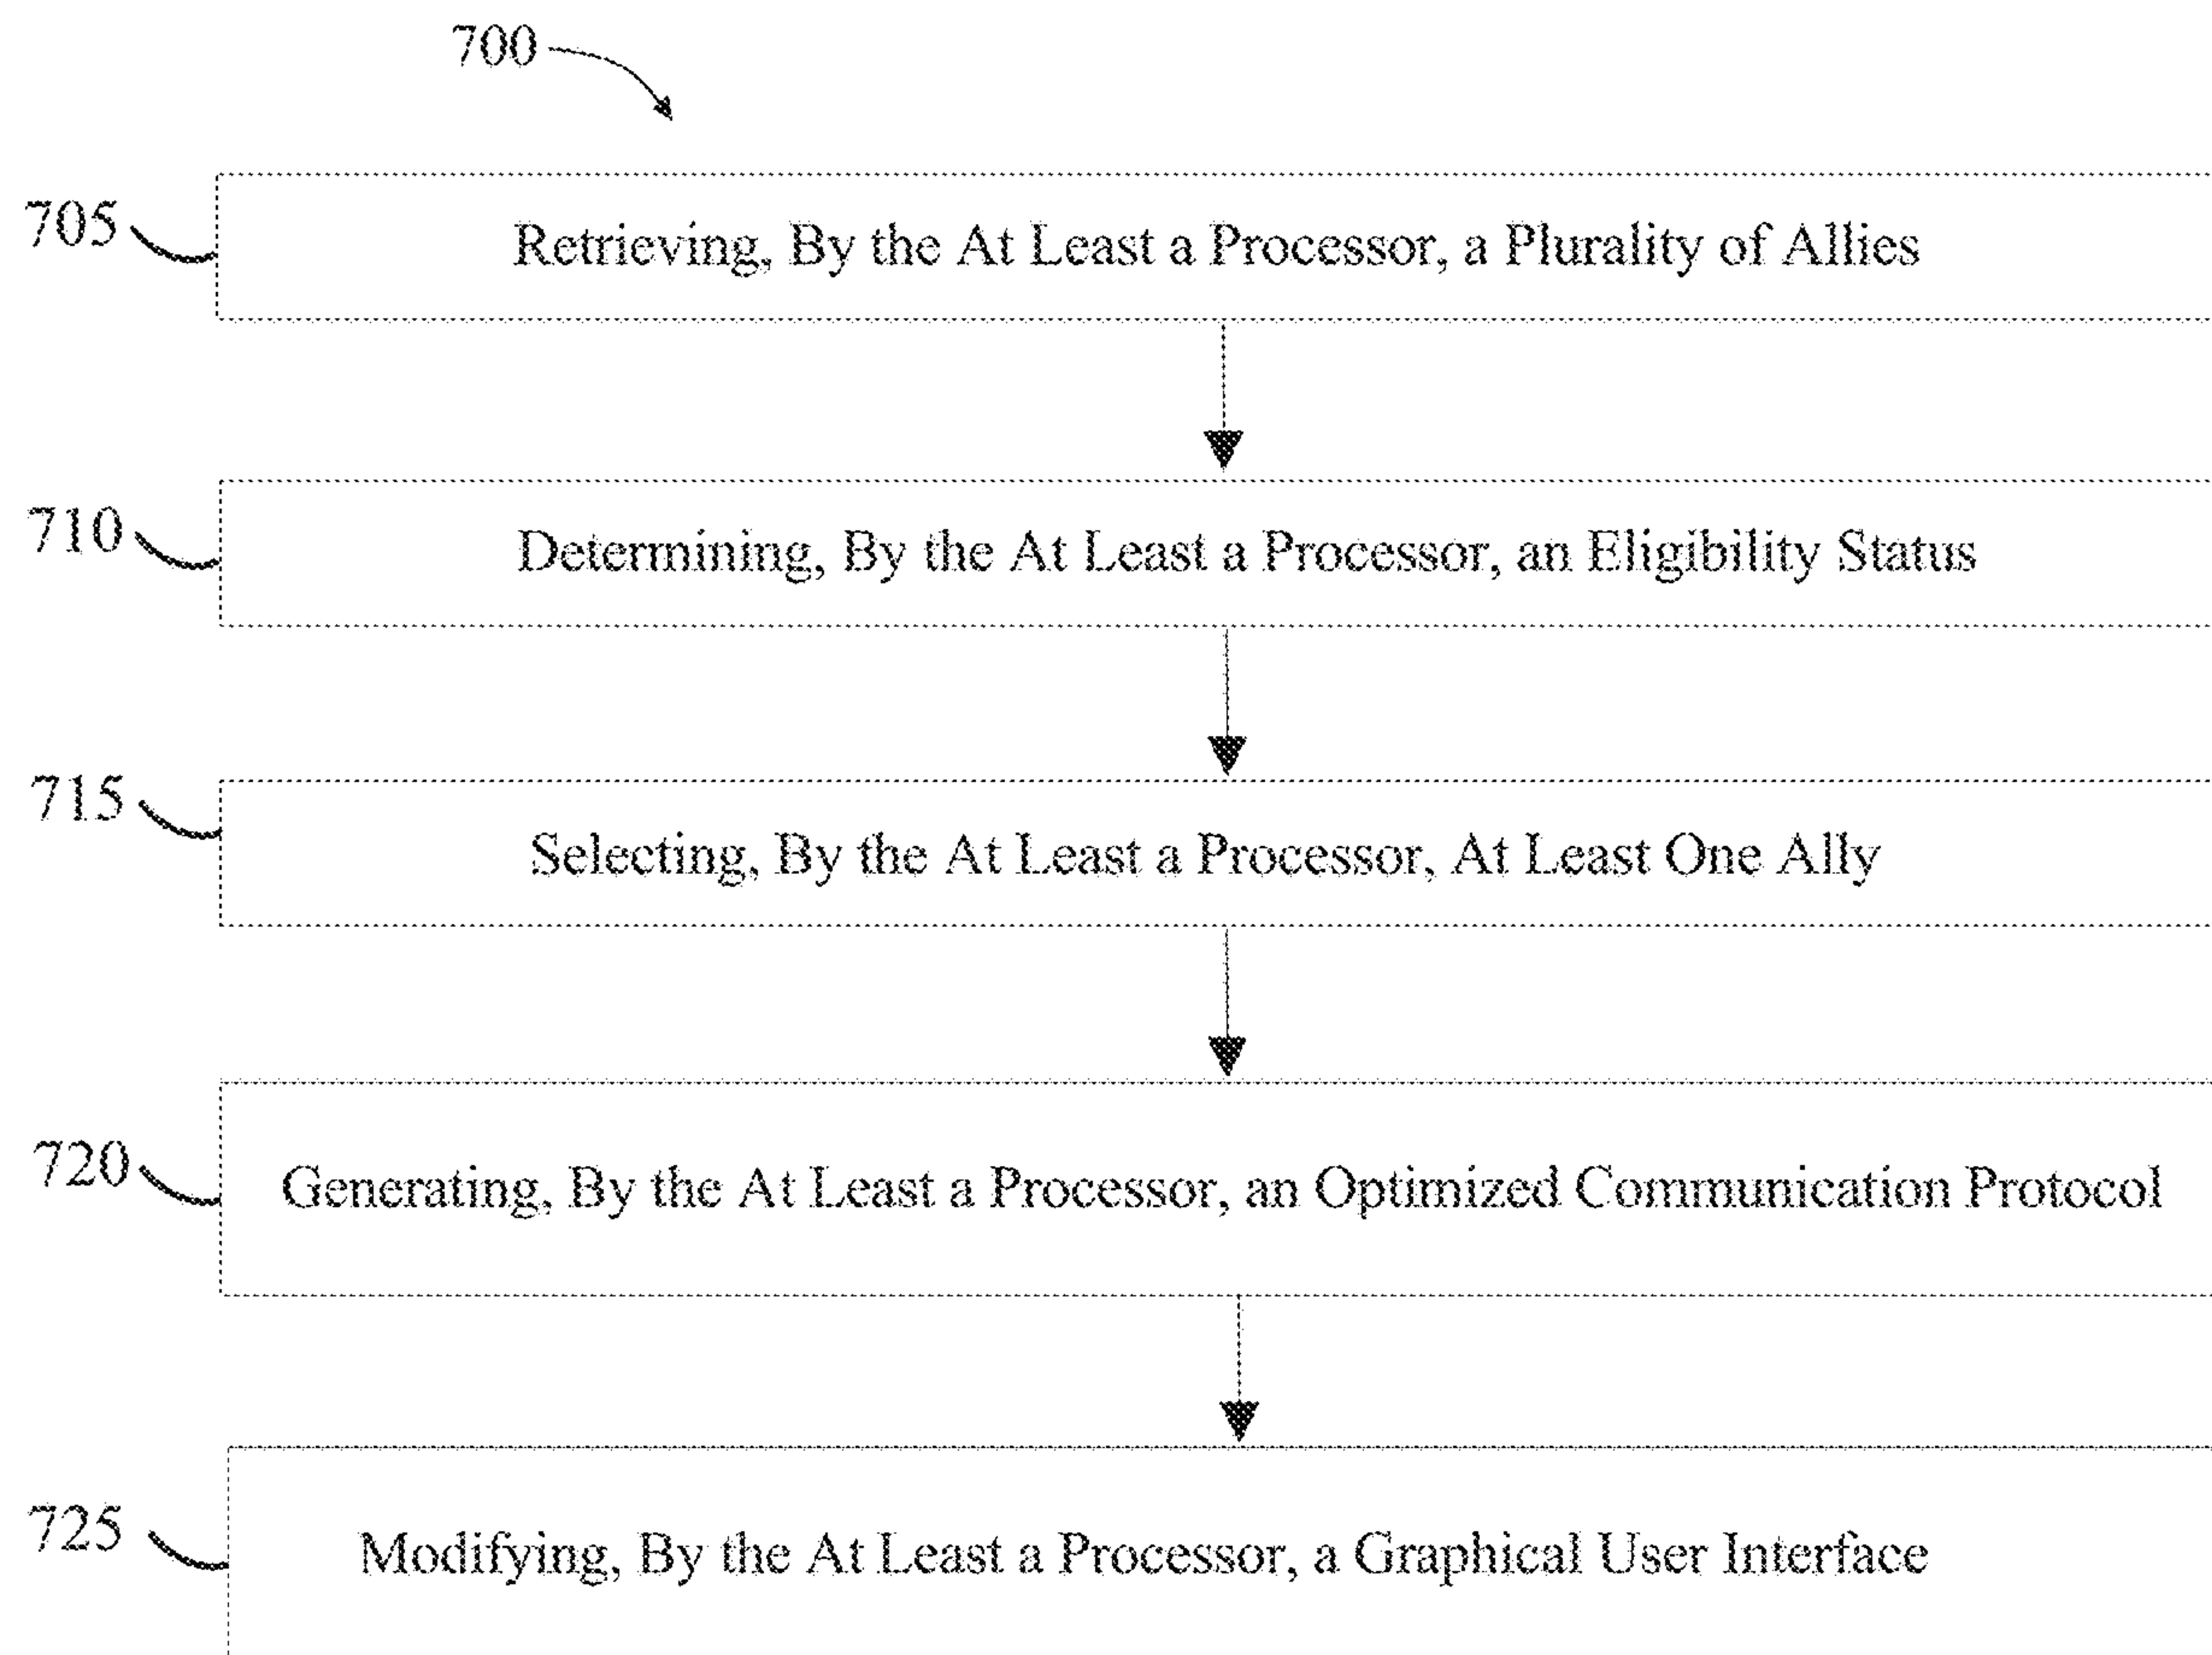 700
705
Retrieving, By the At Least a Processor, a Plurality of Allies
710
Determining, By the At Least a Processor, an Eligibility Status
715
Selecting, By the At Least a Processor, At Least One Ally
720
Generating, By the At Least a Processor, an Optimized Communication Protocol
725
Modifying, By the At Least a Processor, a Graphical User Interface